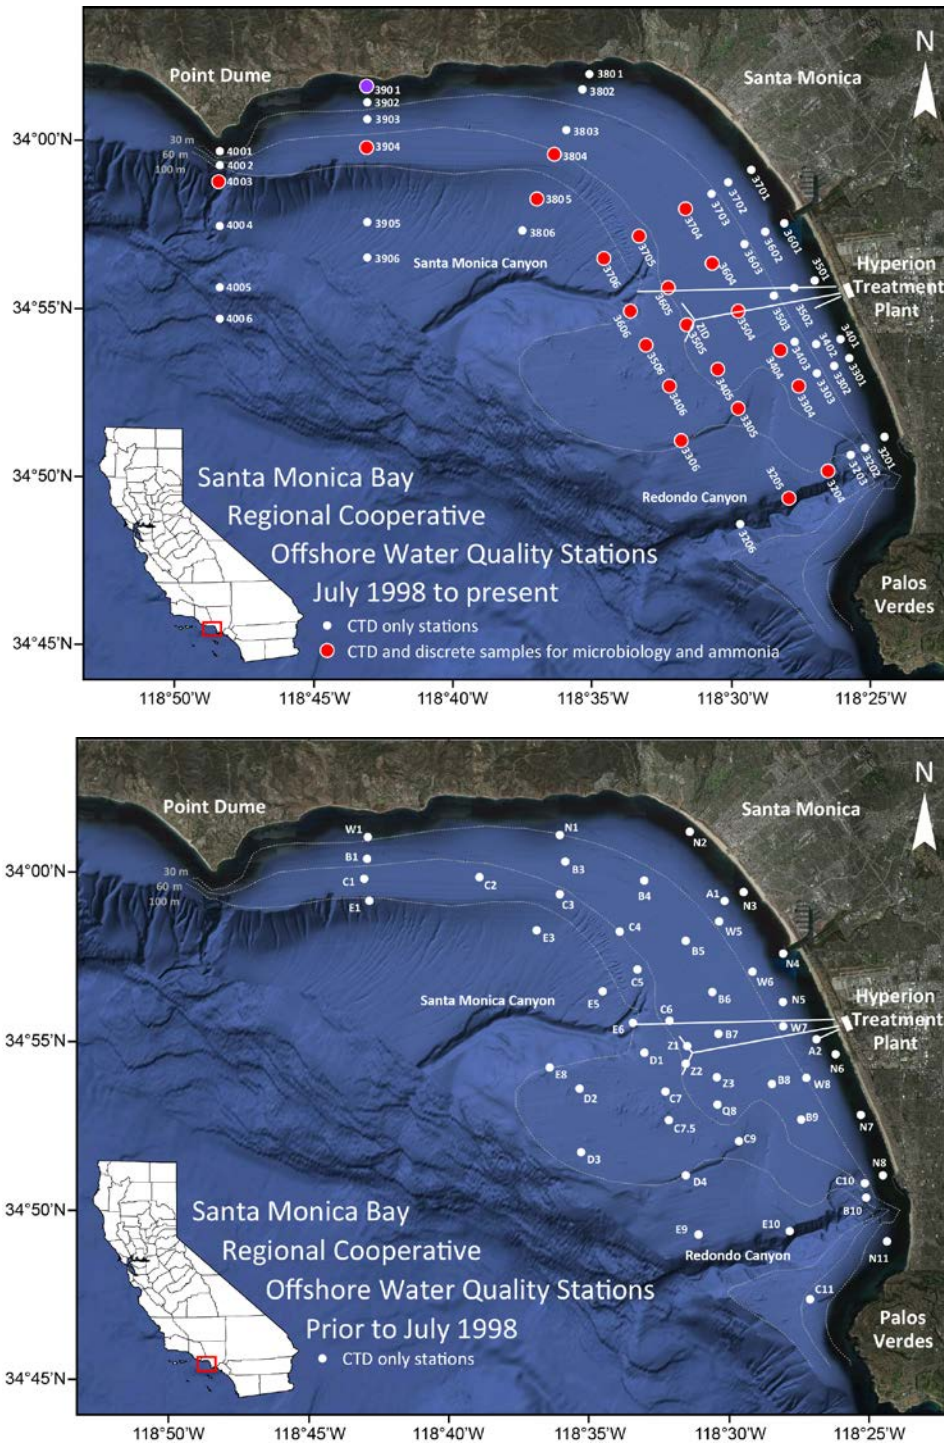 N
Point Dume
Santa Monica
3801
3802
3901
3902
3903
3904
3803
3804
3805
3806
3905
3906
34°00'N
30 m
60 m
100 m
4001
4002
4003
4004
4005
4006
3701
3702
3703
3704
3705
3706
3601
3602
3603
3604
3605
3606
Santa Monica Canyon
Hyperion
Treatment
Plant
34°55'N
3501
3502
3503
3504
3505
3506
ZID
3401
3402
3403
3404
3405
3406
3301
3302
3303
3304
3305
3306
34°50'N
3201
3202
3203
3204
3205
3206
Redondo Canyon
Santa Monica Bay
Regional Cooperative
Offshore Water Quality Stations
July 1998 to present
CTD only stations
CTD and discrete samples for microbiology and ammonia
Palos
Verdes
34°45'N
118°50'W
118°45'W
118°40'W
118°35'W
118°30'W
118°25'W
N
Point Dume
Santa Monica
W1
N1
N2
B1
B3
C1
C2
C3
B4
E1
A1
N3
34°00'N
30 m
60 m
100 m
E3
C4
B5
W5
N4
C5
W6
E5
B6
N5
Santa Monica Canyon
Hyperion
Treatment
Plant
C6
E6
B7
W7
A2
34°55'N
Z1
D1
Z2
N6
E8
D2
C7
Z3
B8
W8
Q8
C7.5
B9
N7
C9
D3
D4
N8
C10
B10
34°50'N
E9
E10
Redondo Canyon
N11
C11
Santa Monica Bay
Regional Cooperative
Offshore Water Quality Stations
Prior to July 1998
CTD only stations
Palos
Verdes
34°45'N
118°50'W
118°45'W
118°40'W
118°35'W
118°30'W
118°25'W